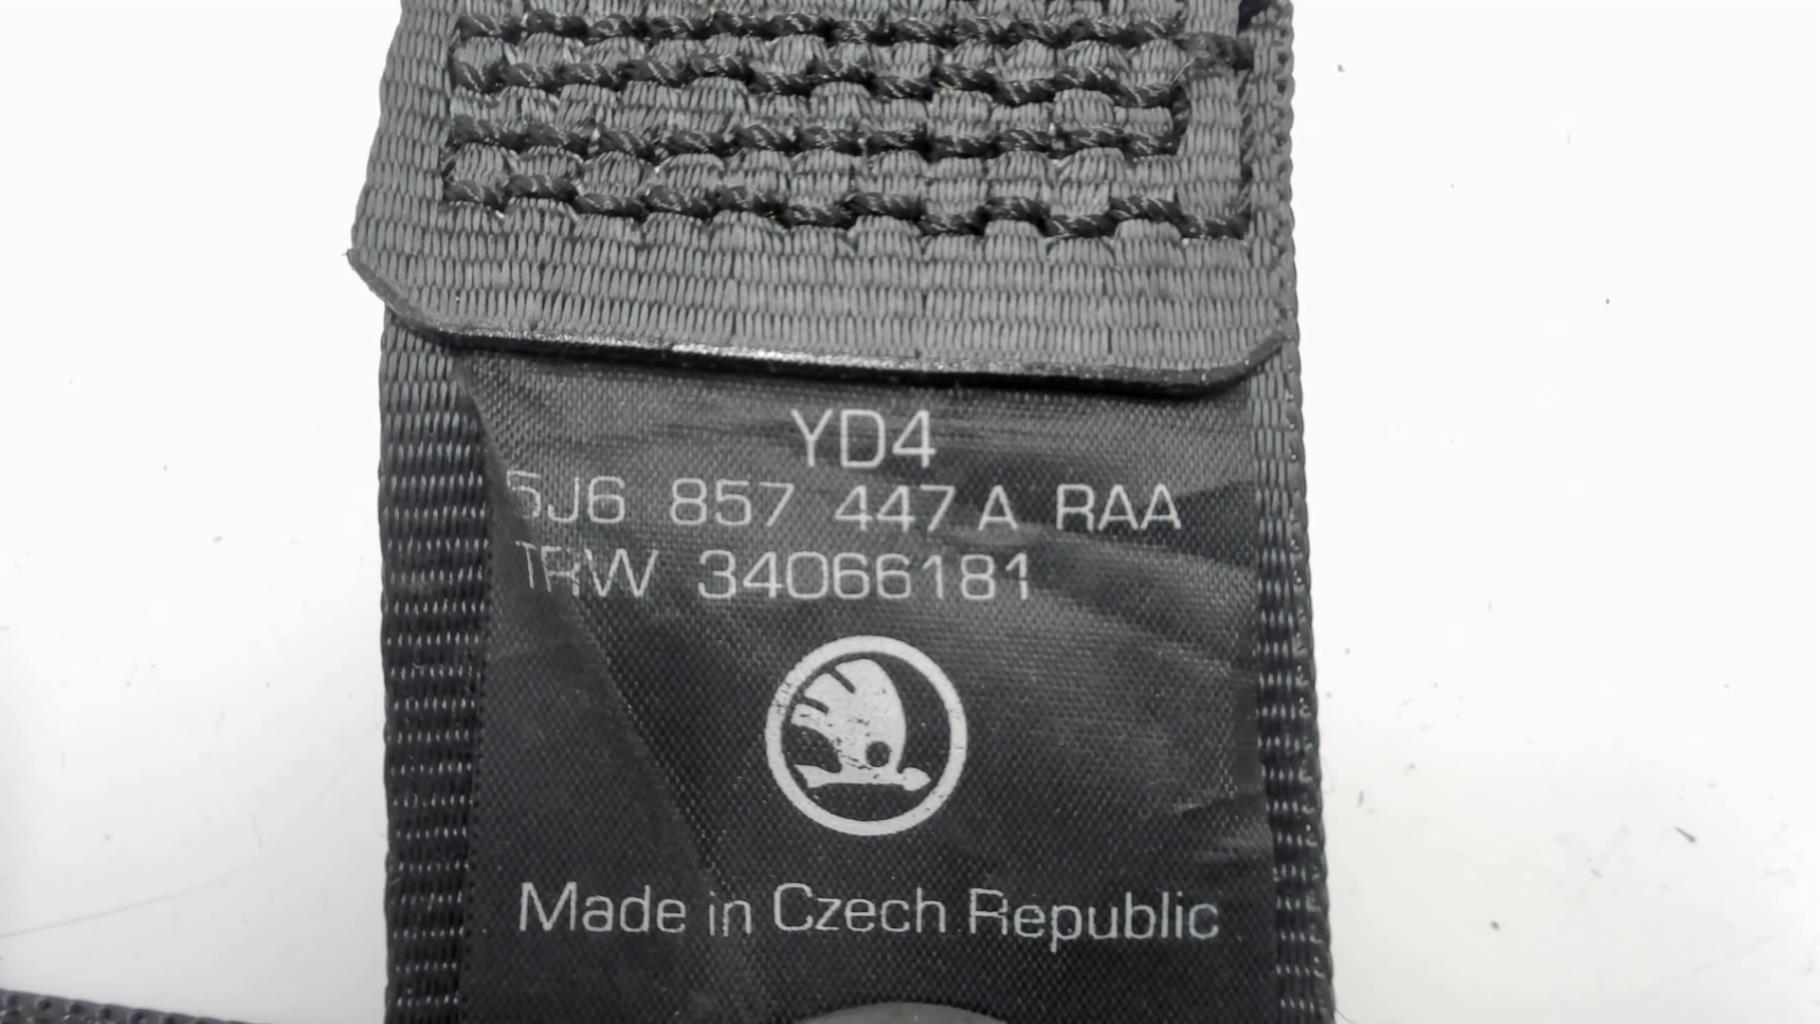 YD4
5J6 857 447 A RAA
TRW 34066181
Made in Czech Republic